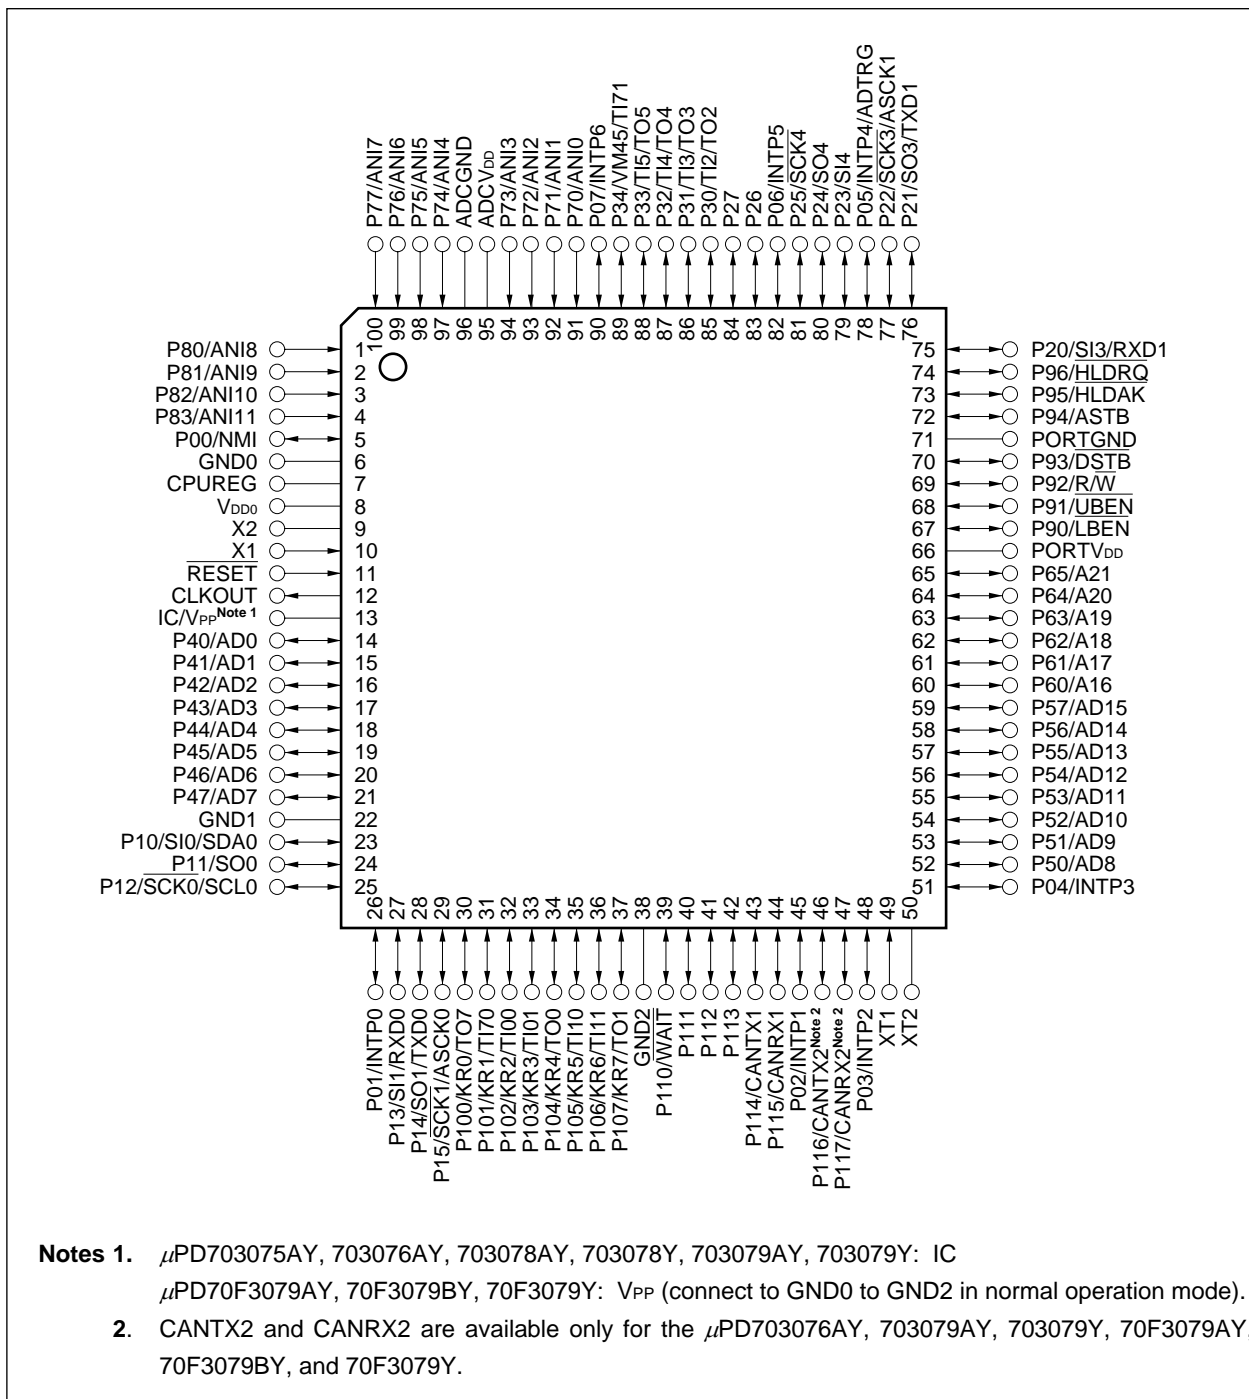 P77/ANI7
P76/ANI6
P75/ANI5
P74/ANI4
ADCGND
ADCVDD
P73/ANI3
P72/ANI2
P71/ANI1
P70/ANI0
P07/INTP6
P34/VM45/TI71
P33/TI5/TO5
P32/TI4/TO4
P31/TI3/TO3
P30/TI2/TO2
P27
P26
P06/INTP5
P25/SCK4
P24/SO4
P23/SI4
P05/INTP4/ADTRG
P22/SCK3/ASCK1
P21/SO3/TXD1
100 99 98 97 96 95 94 93 92 91 90 89 88 87 86 85 84 83 82 81 80 79 78 77 76
P80/ANI8 1 75 P20/SI3/RXD1
P81/ANI9 2 74 P96/HLDRQ
P82/ANI10 3 73 P95/HLDAK
P83/ANI11 4 72 P94/ASTB
P00/NMI 5 71 PORTGND
GND0 6 70 P93/DSTB
CPUREG 7 69 P92/R/W
VDD0 8 68 P91/UBEN
X2 9 67 P90/LBEN
X1 10 66 PORTVDD
RESET 11 65 P65/A21
CLKOUT 12 64 P64/A20
IC/VPP Note 1 13 63 P63/A19
P40/AD0 14 62 P62/A18
P41/AD1 15 61 P61/A17
P42/AD2 16 60 P60/A16
P43/AD3 17 59 P57/AD15
P44/AD4 18 58 P56/AD14
P45/AD5 19 57 P55/AD13
P46/AD6 20 56 P54/AD12
P47/AD7 21 55 P53/AD11
GND1 22 54 P52/AD10
P10/SI0/SDA0 23 53 P51/AD9
P11/SO0 24 52 P50/AD8
P12/SCK0/SCL0 25 51 P04/INTP3
26 27 28 29 30 31 32 33 34 35 36 37 38 39 40 41 42 43 44 45 46 47 48 49 50
P01/INTP0
P13/SI1/RXD0
P14/SO1/TXD0
P15/SCK1/ASCK0
P100/KR0/TO7
P101/KR1/TI70
P102/KR2/TI00
P103/KR3/TI01
P104/KR4/TO0
P105/KR5/TI10
P106/KR6/TI11
P107/KR7/TO1
GND2
P110/WAIT
P111
P112
P113
P114/CANTX1
P115/CANRX1
P02/INTP1
P116/CANTX2 Note 2
P117/CANRX2 Note 2
P03/INTP2
XT1
XT2
Notes 1. μPD703075AY, 703076AY, 703078AY, 703078Y, 703079AY, 703079Y: IC
μPD70F3079AY, 70F3079BY, 70F3079Y: VPP (connect to GND0 to GND2 in normal operation mode).
2. CANTX2 and CANRX2 are available only for the μPD703076AY, 703079AY, 703079Y, 70F3079AY,
70F3079BY, and 70F3079Y.